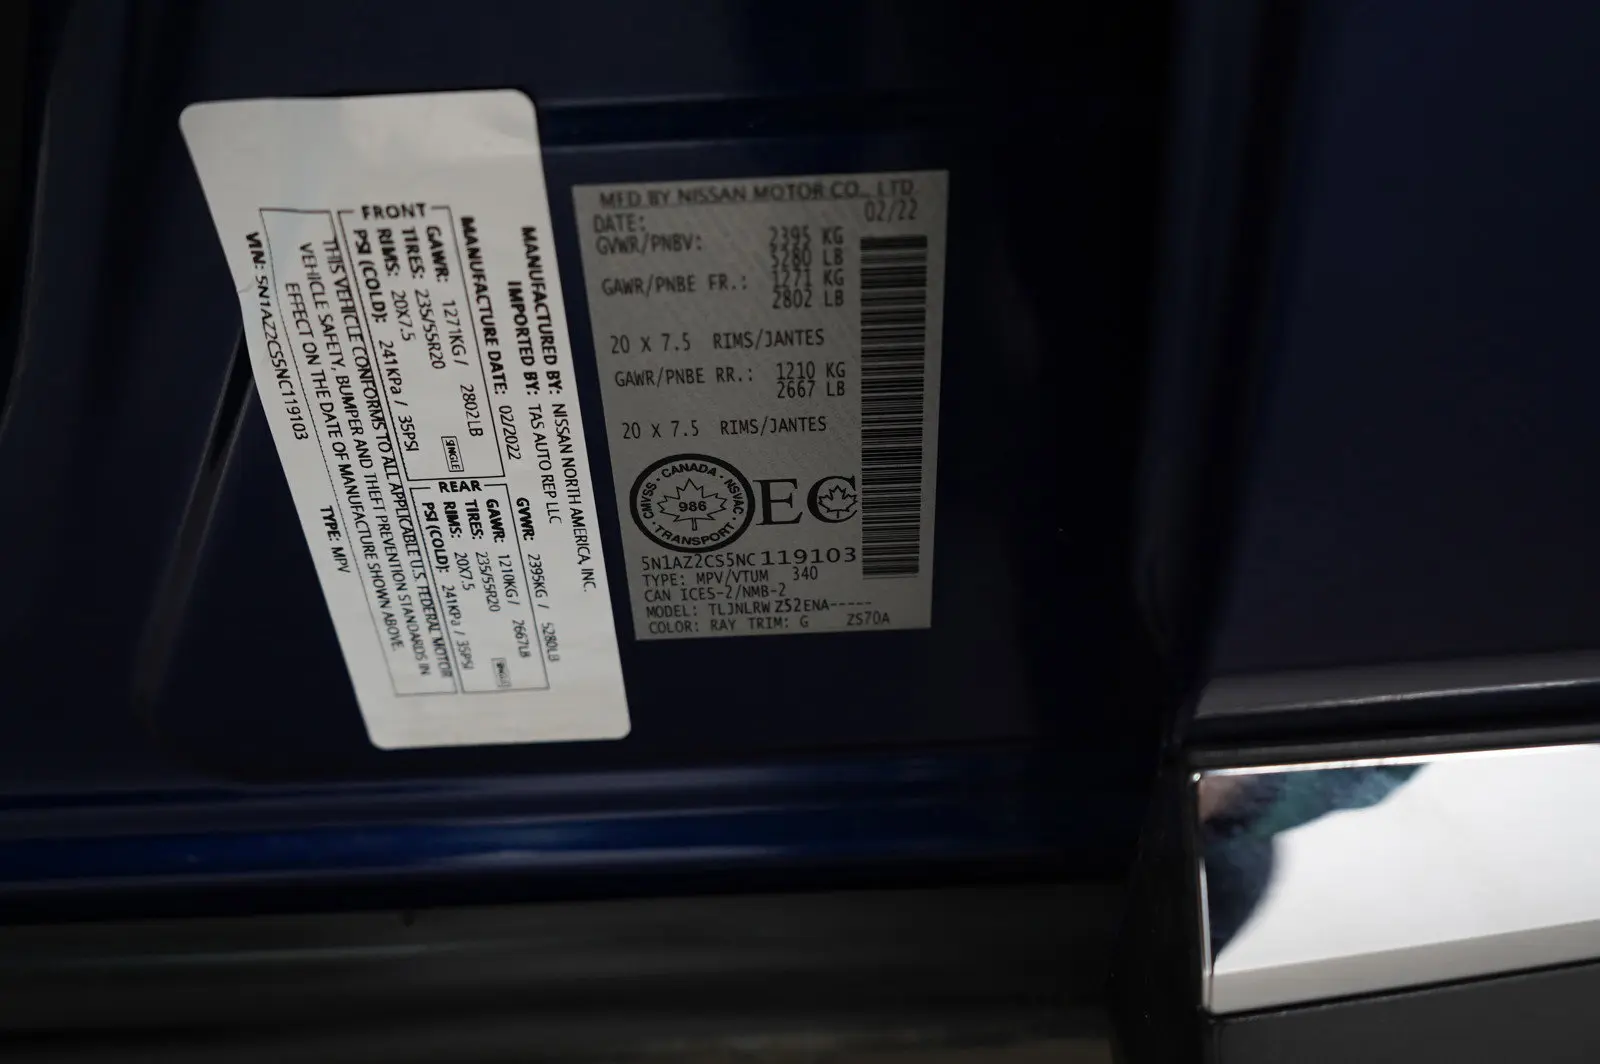 MANUFACTURED BY: NISSAN NORTH AMERICA, INC.
IMPORTED BY: TAS AUTO REP LLC
MANUFACTURE DATE: 02/2022
GVWR: 2395KG / 5280LB
FRONT
GAWR: 1271KG / 2802LB
TIRES: 235/55R20
SINGLE
RIMS: 20X7.5
PSI (COLD): 241KPa / 35PSI
REAR
GAWR: 1210KG / 2667LB
TIRES: 235/55R20
SINGLE
RIMS: 20X7.5
PSI (COLD): 241KPa / 35PSI
THIS VEHICLE CONFORMS TO ALL APPLICABLE U.S. FEDERAL MOTOR
VEHICLE SAFETY, BUMPER AND THEFT PREVENTION STANDARDS IN
EFFECT ON THE DATE OF MANUFACTURE SHOWN ABOVE.
VIN: 5N1AZ2CS5NC119103 TYPE: MPV
MFD BY NISSAN MOTOR CO., LTD.
DATE: 02/22
GVWR/PNBV: 2395 KG
5280 LB
GAWR/PNBE FR.: 1271 KG
2802 LB
20 X 7.5 RIMS/JANTES
GAWR/PNBE RR.: 1210 KG
2667 LB
20 X 7.5 RIMS/JANTES
CANADA
CMVSS · NSVAC
986
TRANSPORT
EC
5N1AZ2CS5NC119103
TYPE: MPV/VTUM 340
CAN ICES-2/NMB-2
MODEL: TLJNLRWZ52ENA-----
COLOR: RAY TRIM: G ZS70A